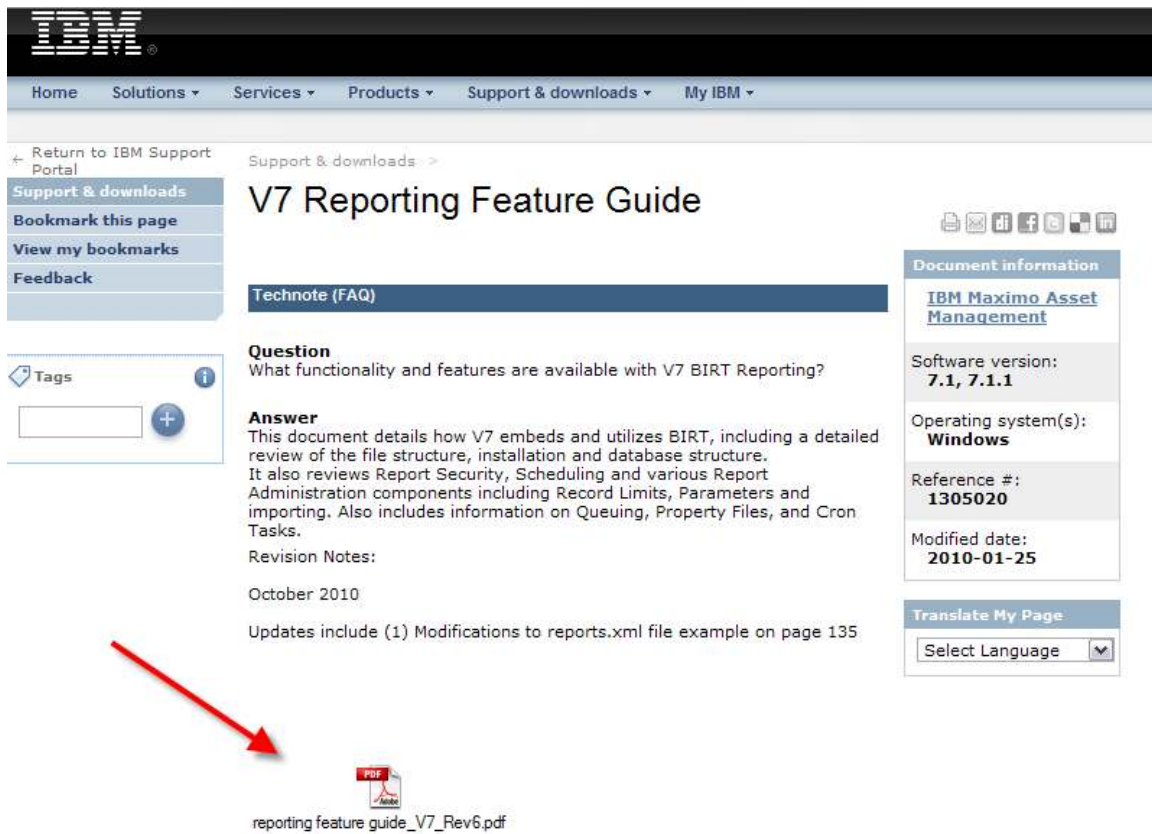 IBM®
Home Solutions Services Products Support & downloads My IBM
← Return to IBM Support
Portal
Support & downloads
Bookmark this page
View my bookmarks
Feedback
Tags
i
+
Support & downloads >
V7 Reporting Feature Guide
Technote (FAQ)
Question
What functionality and features are available with V7 BIRT Reporting?
Answer
This document details how V7 embeds and utilizes BIRT, including a detailed
review of the file structure, installation and database structure.
It also reviews Report Security, Scheduling and various Report
Administration components including Record Limits, Parameters and
importing. Also includes information on Queuing, Property Files, and Cron
Tasks.
Revision Notes:
October 2010
Updates include (1) Modifications to reports.xml file example on page 135
PDF
Adobe
reporting feature guide_V7_Rev6.pdf
di f t in
Document information
IBM Maximo Asset
Management
Software version:
7.1, 7.1.1
Operating system(s):
Windows
Reference #:
1305020
Modified date:
2010-01-25
Translate My Page
Select Language